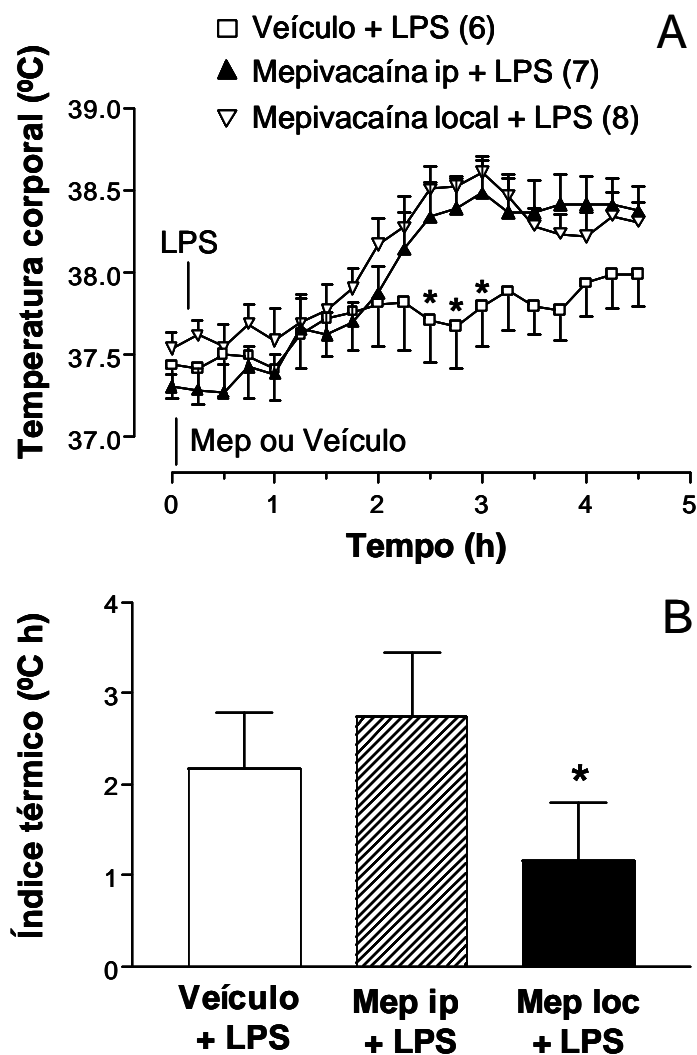 A
Veículo + LPS (6)
Mepivacaína ip + LPS (7)
Mepivacaína local + LPS (8)
Temperatura corporal (ºC)
39.0
38.5
38.0
37.5
37.0
LPS
* * *
Mep ou Veículo
0 1 2 3 4 5
Tempo (h)
B
Índice térmico (ºC h)
4
3
2
1
0
*
Veículo + LPS
Mep ip + LPS
Mep loc + LPS